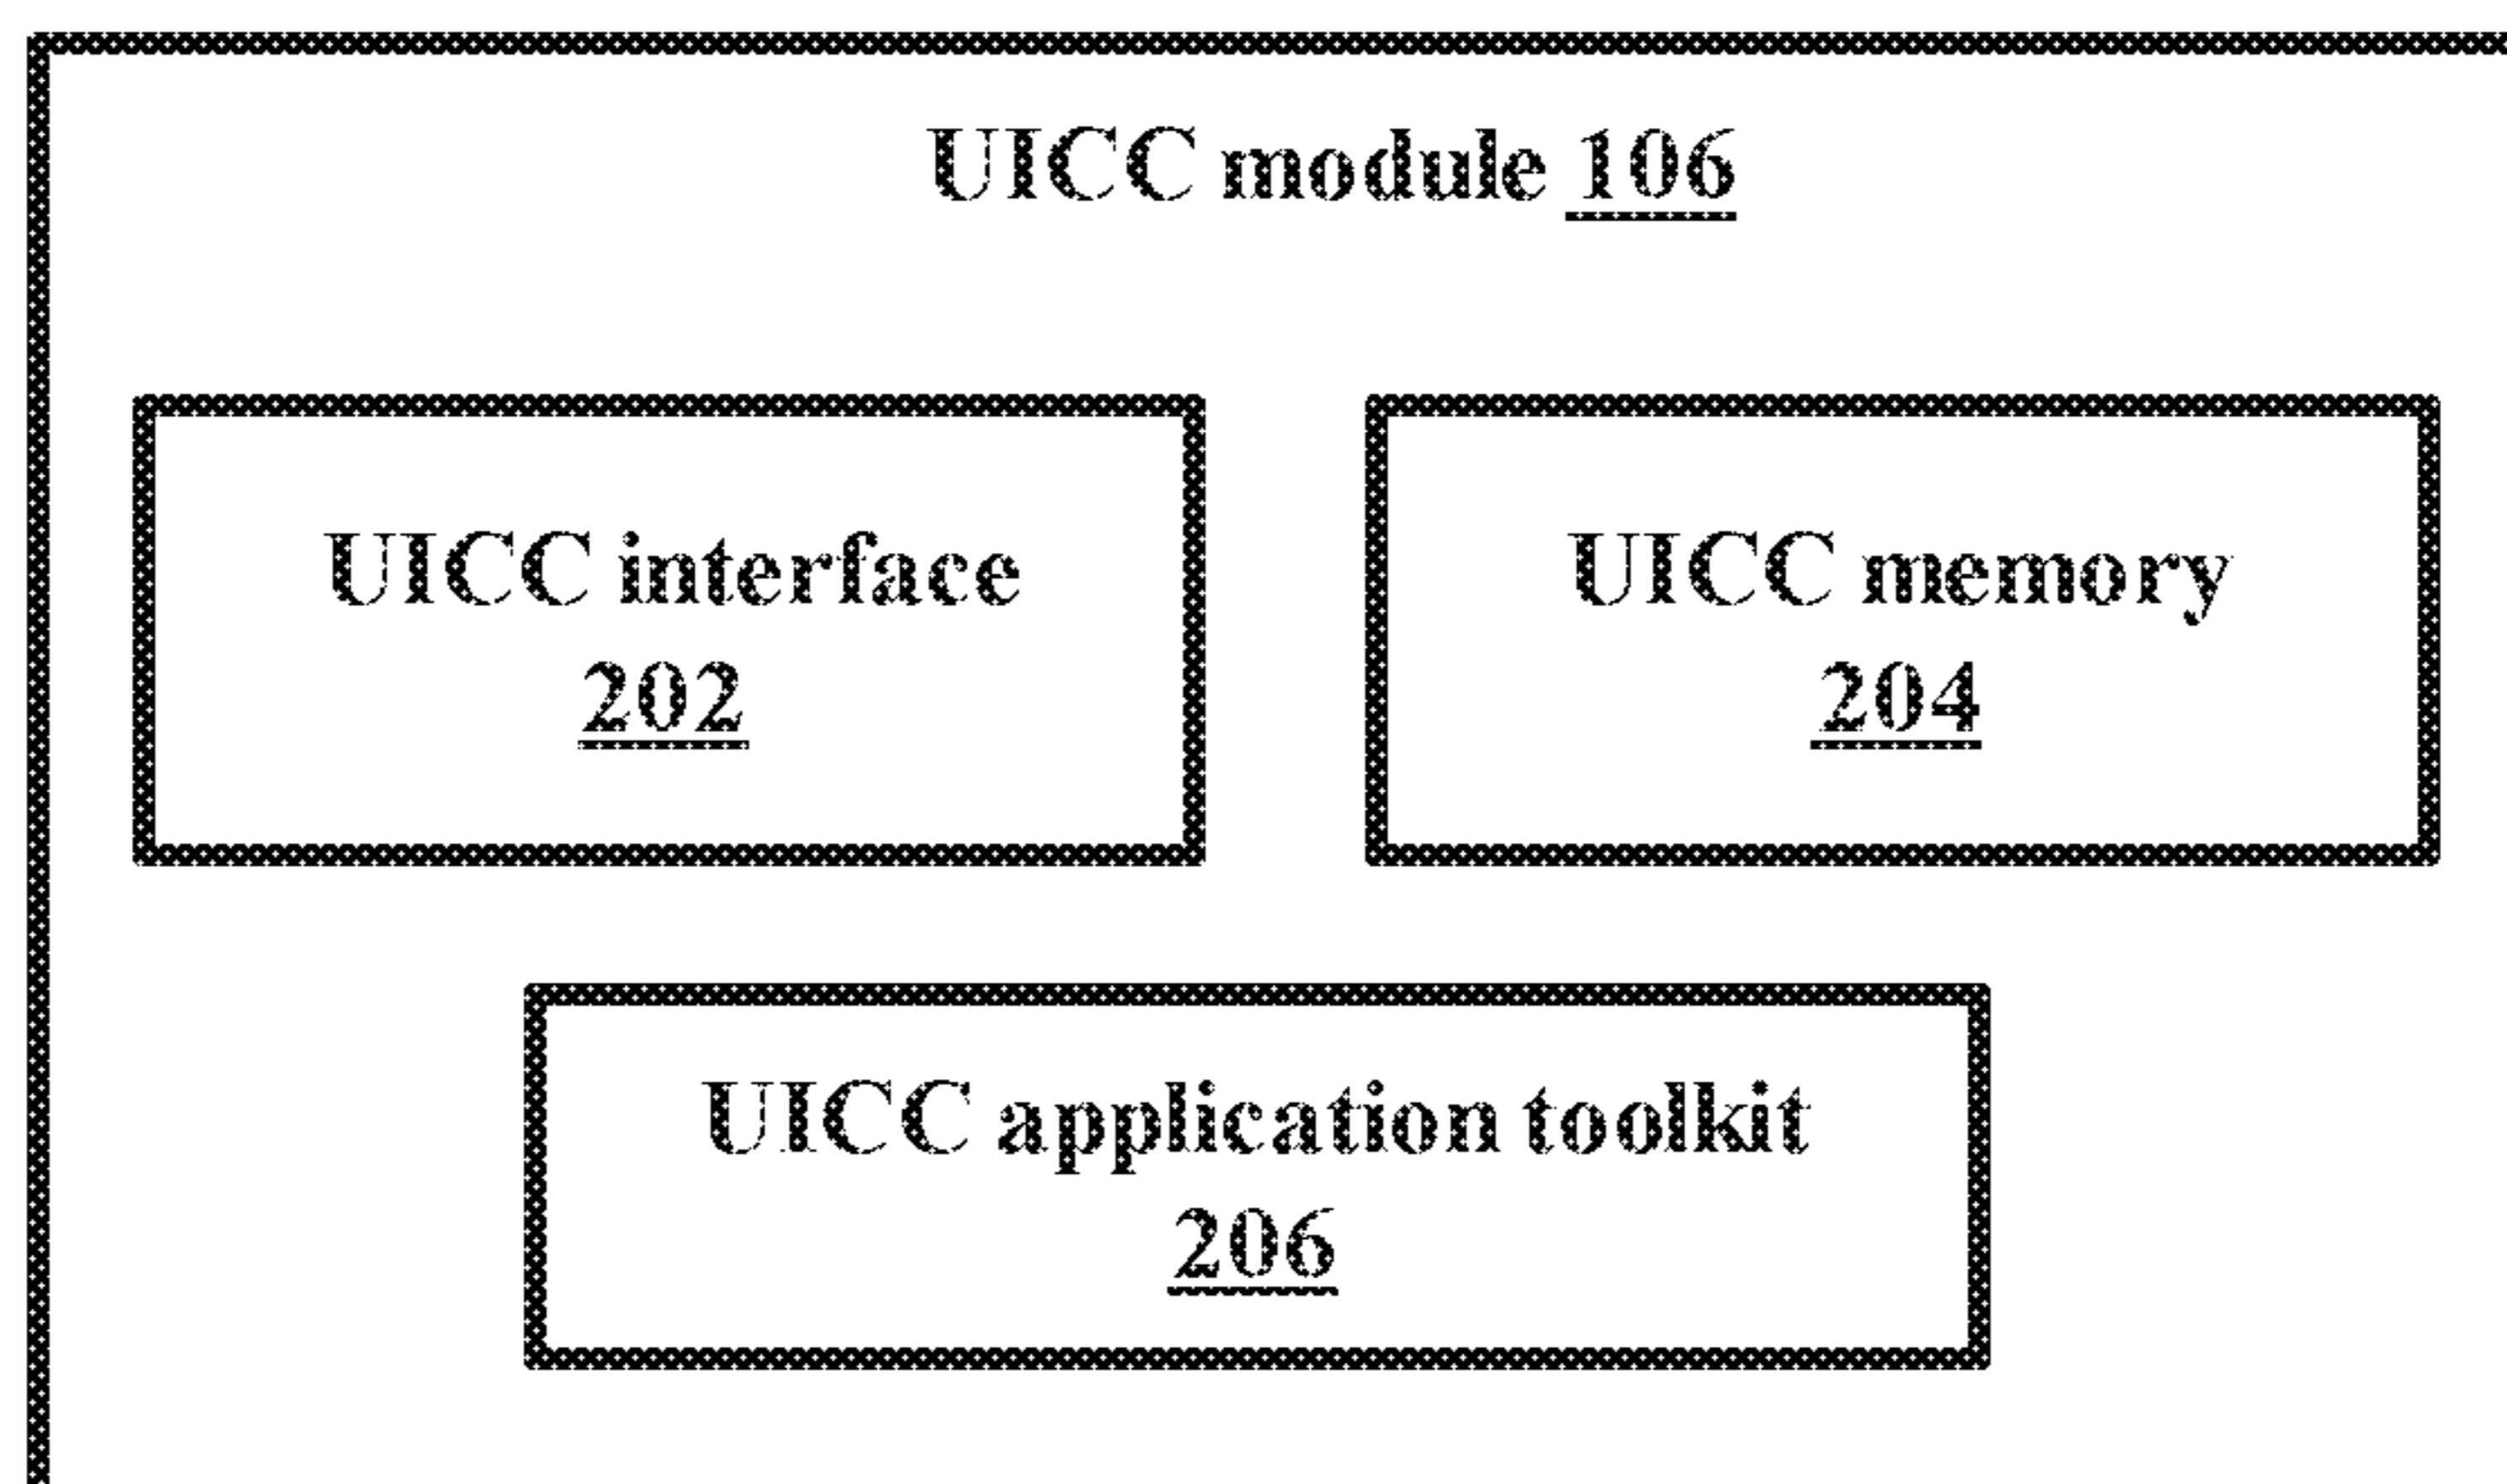 UICC module 106
UICC interface
202
UICC memory
204
UICC application toolkit
206